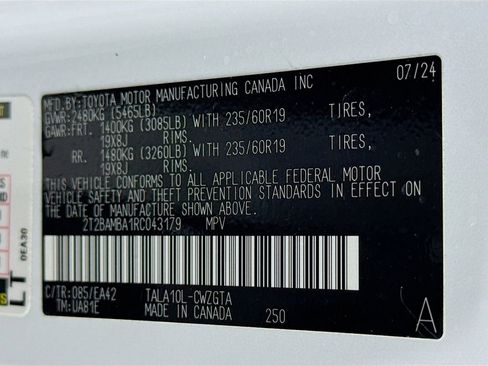 MFD.BY:TOYOTA MOTOR MANUFACTURING CANADA INC 07/24
GVWR:2480KG (5465LB)
GAWR:FRT. 1400KG (3085LB) WITH 235/60R19 TIRES,
19X8J RIMS.
RR. 1480KG (3260LB) WITH 235/60R19 TIRES,
19X8J RIMS.
THIS VEHICLE CONFORMS TO ALL APPLICABLE FEDERAL MOTOR
VEHICLE SAFETY AND THEFT PREVENTION STANDARDS IN EFFECT ON
THE DATE OF MANUFACTURE SHOWN ABOVE.
2T2BAMBA1RC043179 MPV
C/TR:085/EA42 TALA10L-CWZGTA
TM:UA81E MADE IN CANADA 250 A
LT
0EA30